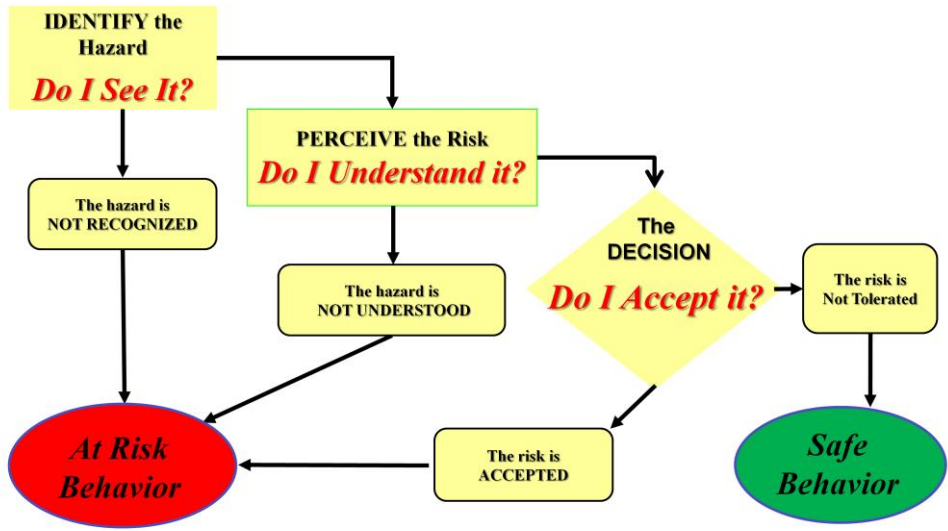 IDENTIFY the
Hazard
Do I See It?
PERCEIVE the Risk
Do I Understand it?
The hazard is
NOT RECOGNIZED
The
DECISION
Do I Accept it?
The hazard is
NOT UNDERSTOOD
The risk is
Not Tolerated
At Risk
Behavior
The risk is
ACCEPTED
Safe
Behavior